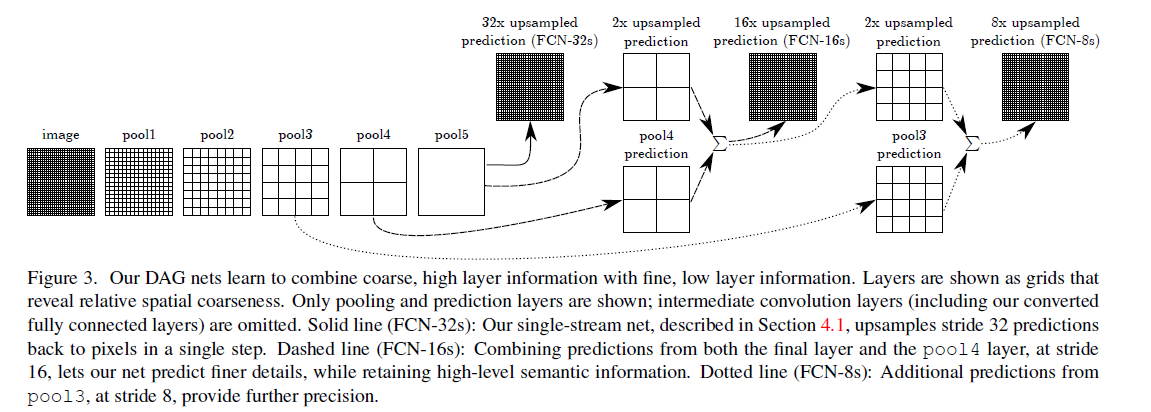 32x upsampled
prediction (FCN-32s)
2x upsampled
prediction
16x upsampled
prediction (FCN-16s)
2x upsampled
prediction
8x upsampled
prediction (FCN-8s)
image
pool1
pool2
pool3
pool4
pool5
pool4
prediction
Σ
pool3
prediction
Σ
Figure 3. Our DAG nets learn to combine coarse, high layer information with fine, low layer information. Layers are shown as grids that
reveal relative spatial coarseness. Only pooling and prediction layers are shown; intermediate convolution layers (including our converted
fully connected layers) are omitted. Solid line (FCN-32s): Our single-stream net, described in Section 4.1, upsamples stride 32 predictions
back to pixels in a single step. Dashed line (FCN-16s): Combining predictions from both the final layer and the pool4 layer, at stride
16, lets our net predict finer details, while retaining high-level semantic information. Dotted line (FCN-8s): Additional predictions from
pool3, at stride 8, provide further precision.